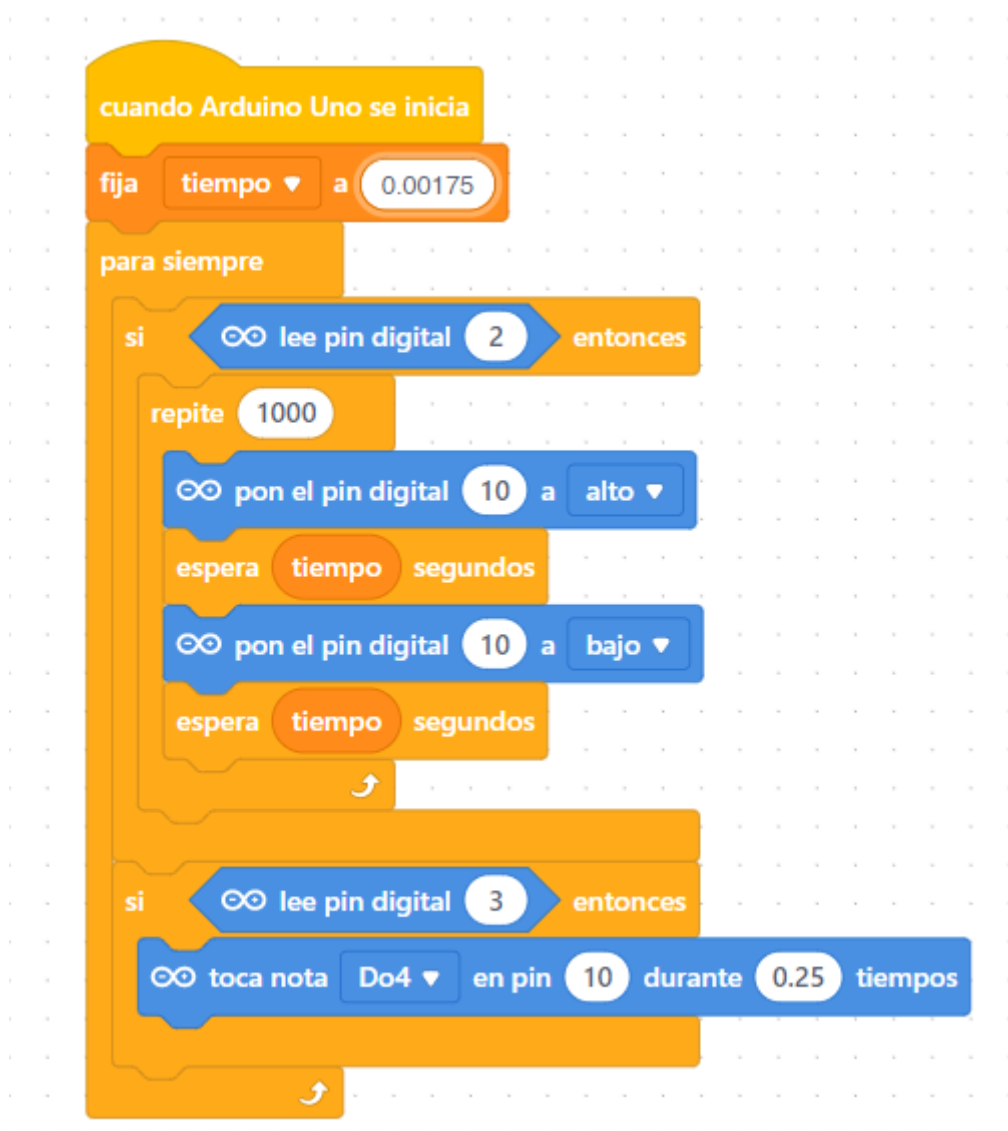 cuando Arduino Uno se inicia
fija tiempo a 0.00175
para siempre
si lee pin digital 2 entonces
repite 1000
pon el pin digital 10 a alto
espera tiempo segundos
pon el pin digital 10 a bajo
espera tiempo segundos
si lee pin digital 3 entonces
toca nota Do4 en pin 10 durante 0.25 tiempos